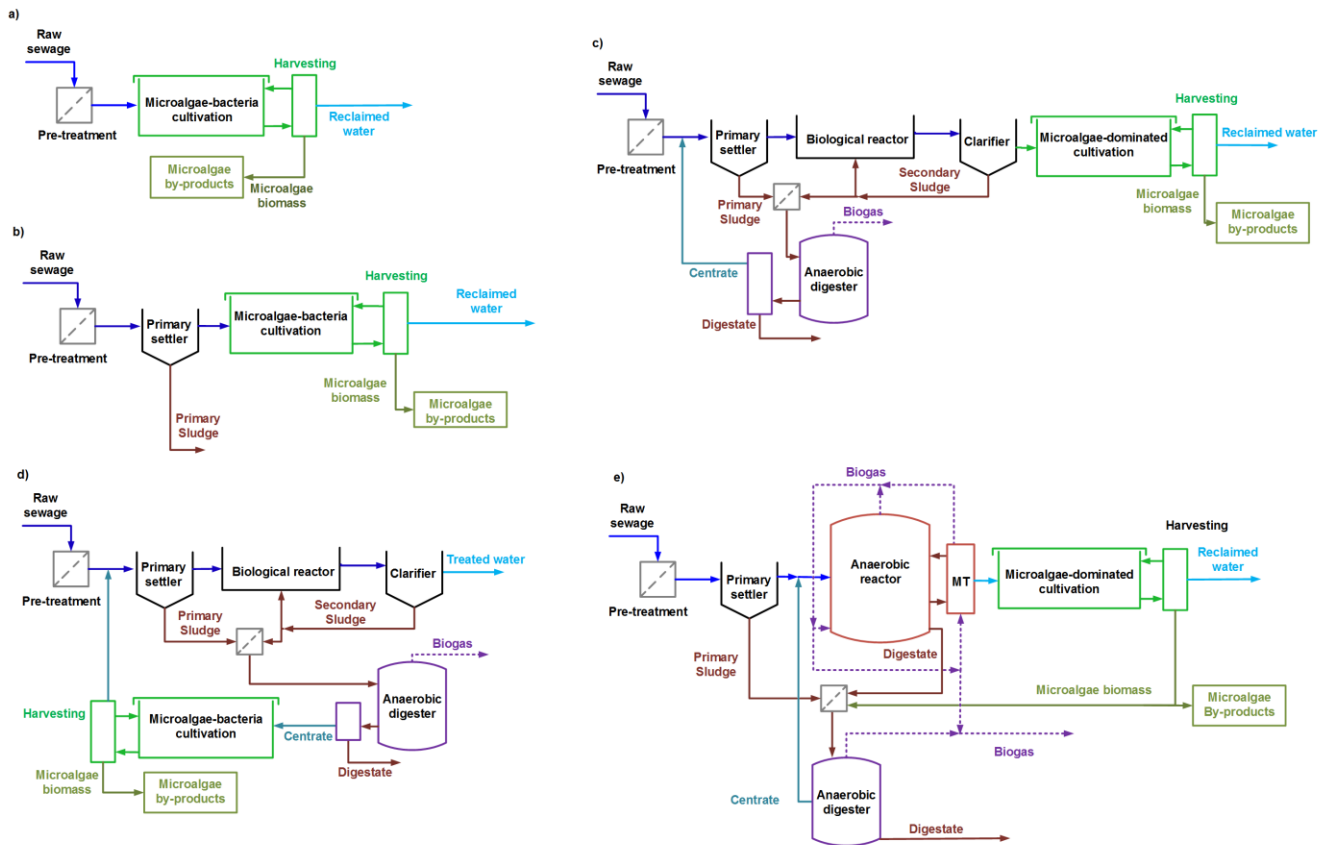 a)
Raw
sewage
Pre-treatment
Microalgae-bacteria
cultivation
Harvesting
Reclaimed
water
Microalgae
by-products
Microalgae
biomass
b)
Raw
sewage
Pre-treatment
Primary
settler
Primary
Sludge
Microalgae-bacteria
cultivation
Harvesting
Reclaimed
water
Microalgae
biomass
Microalgae
by-products
c)
Raw
sewage
Pre-treatment
Primary
settler
Biological reactor
Clarifier
Microalgae-dominated
cultivation
Harvesting
Reclaimed water
Primary
Sludge
Secondary
Sludge
Biogas
Microalgae
biomass
Microalgae
by-products
Centrate
Anaerobic
digester
Digestate
d)
Raw
sewage
Pre-treatment
Primary
settler
Biological reactor
Clarifier
Treated water
Primary
Sludge
Secondary
Sludge
Biogas
Anaerobic
digester
Harvesting
Microalgae-bacteria
cultivation
Centrate
Digestate
Microalgae
biomass
Microalgae
by-products
e)
Raw
sewage
Pre-treatment
Primary
settler
Biogas
Anaerobic
reactor
MT
Microalgae-dominated
cultivation
Harvesting
Reclaimed
water
Primary
Sludge
Digestate
Microalgae biomass
Microalgae
By-products
Biogas
Centrate
Anaerobic
digester
Digestate